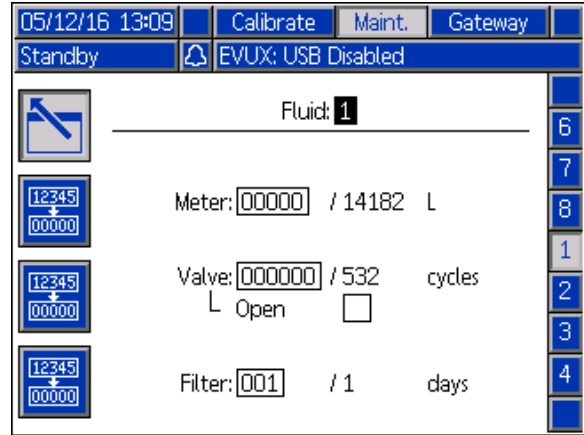 05/12/16 13:09 Calibrate Maint. Gateway
Standby EVUX: USB Disabled
Fluid: 1
6
7
12345
00000
Meter: 00000 / 14182 L
8
1
12345
00000
Valve: 000000 / 532 cycles
Open
2
3
12345
00000
Filter: 001 / 1 days
4